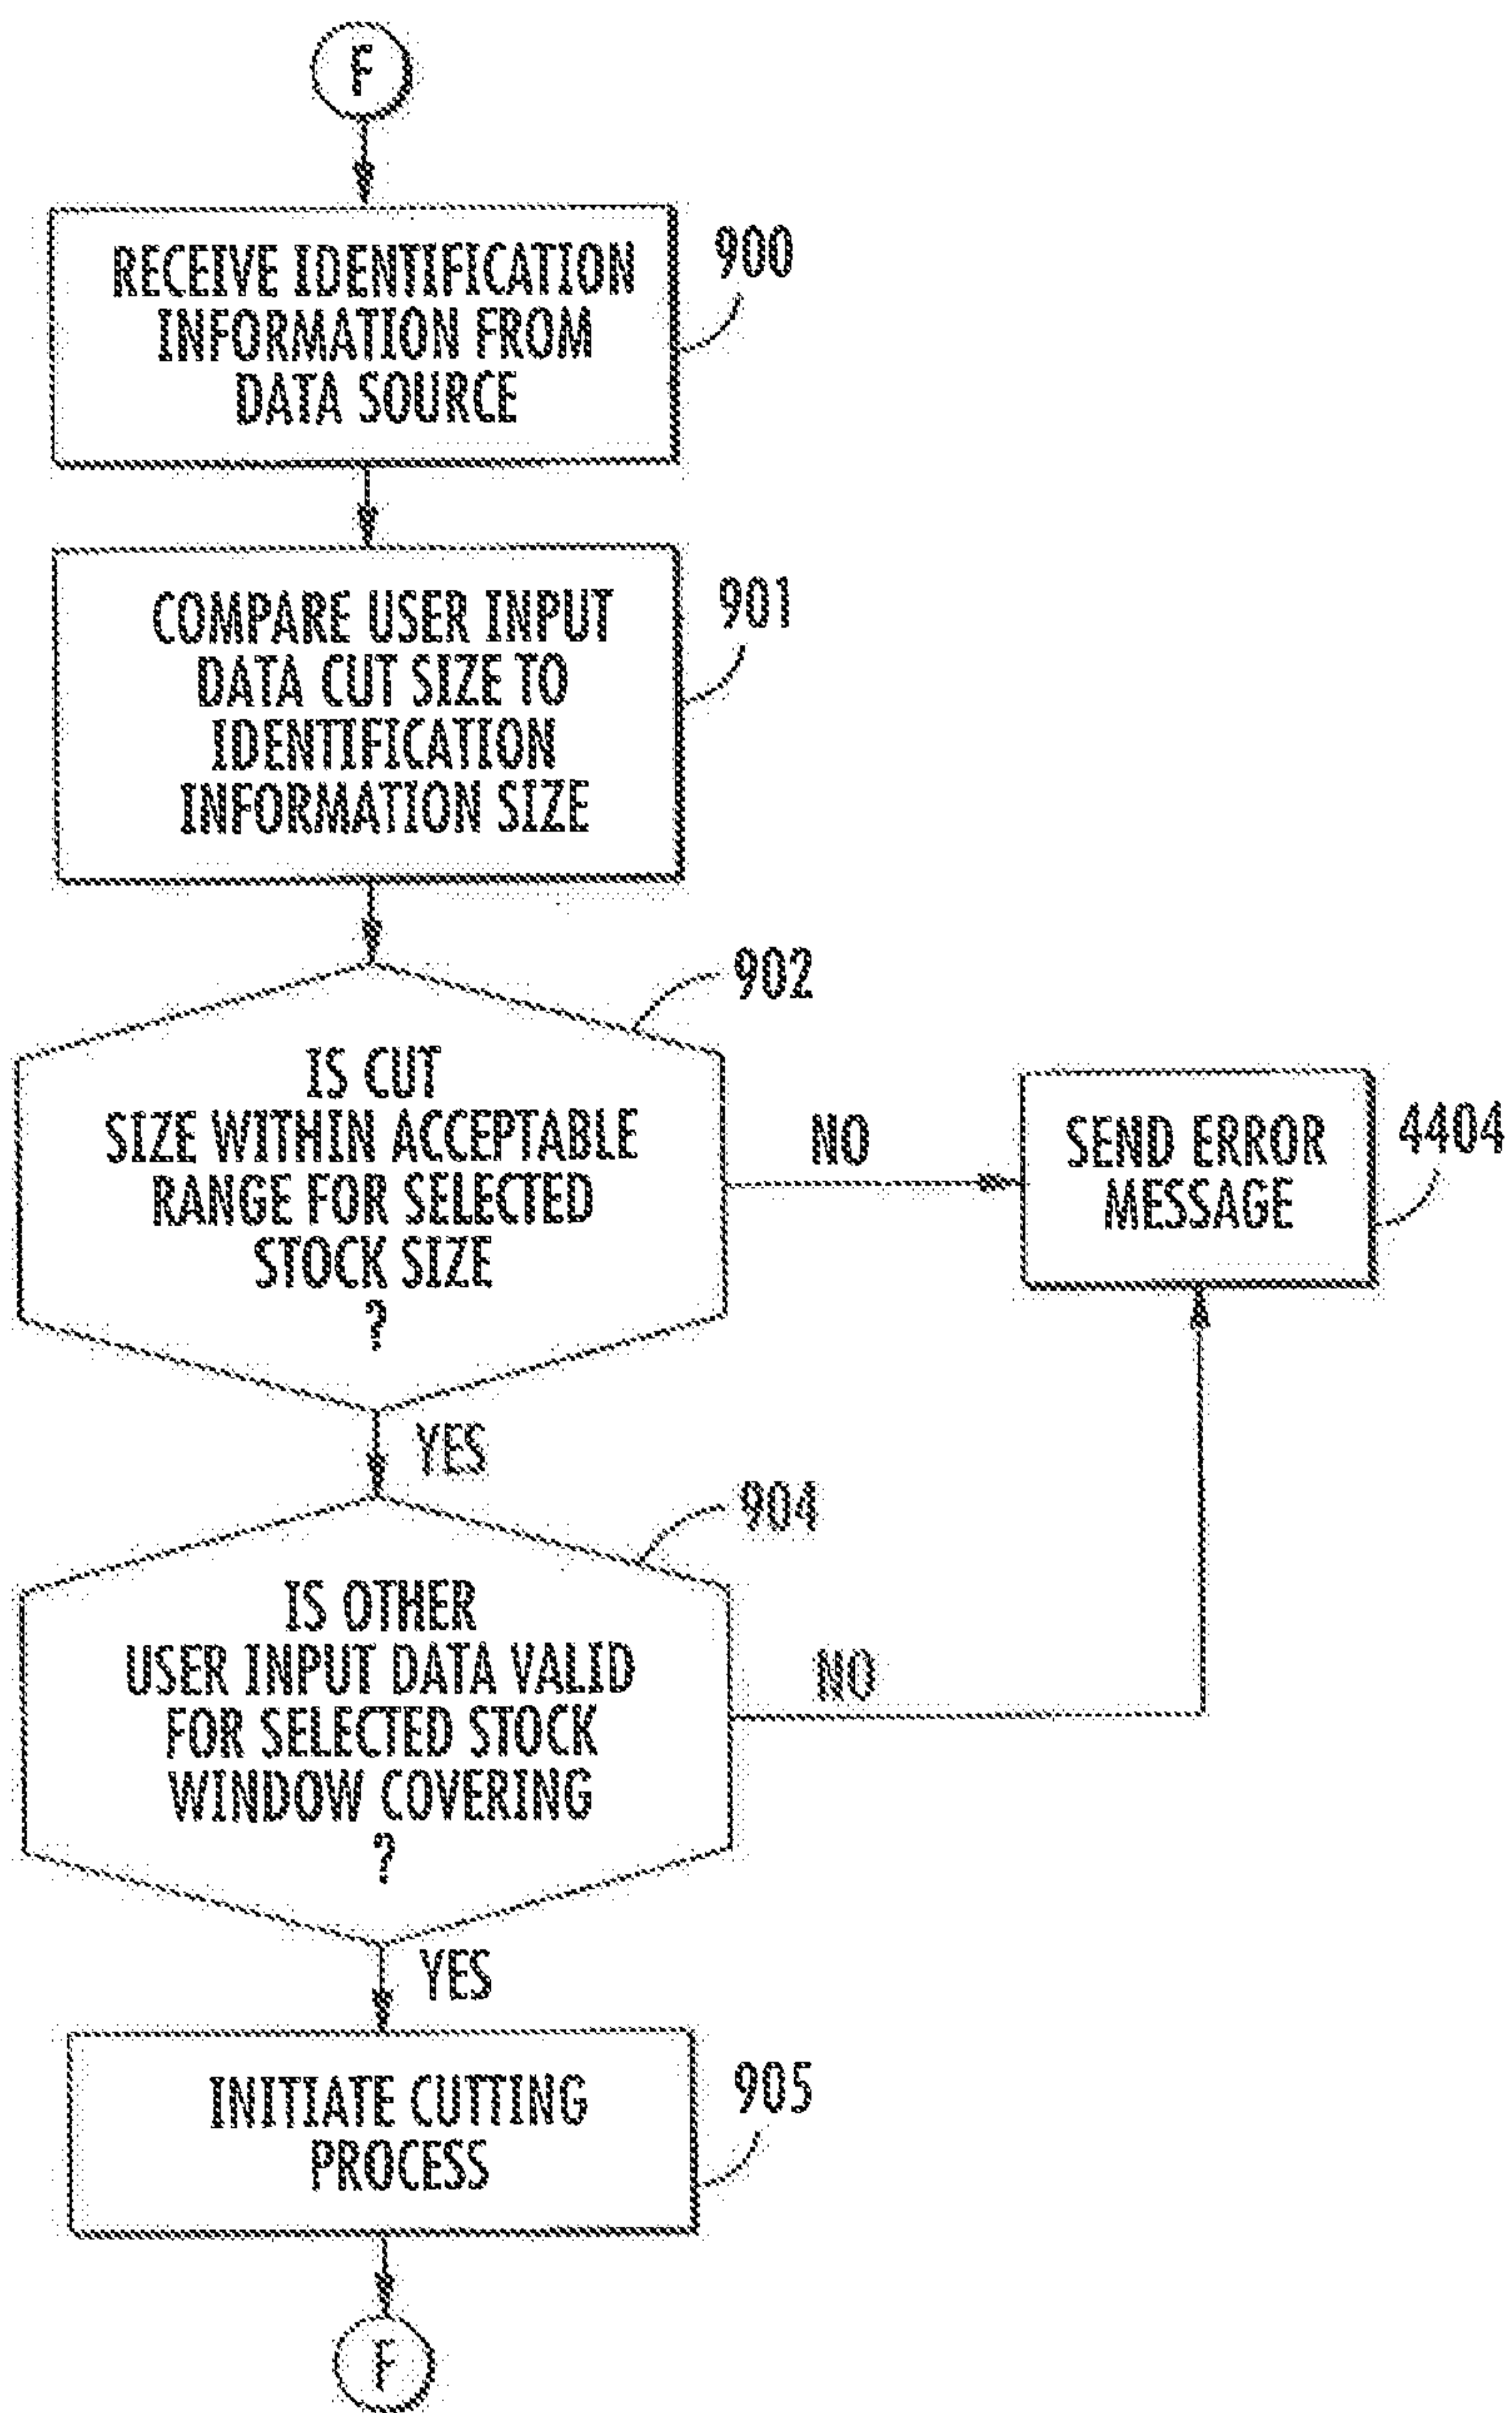 F
RECEIVE IDENTIFICATION
INFORMATION FROM
DATA SOURCE
900
COMPARE USER INPUT
DATA CUT SIZE TO
IDENTIFICATION
INFORMATION SIZE
901
902
IS CUT
SIZE WITHIN ACCEPTABLE
RANGE FOR SELECTED
STOCK SIZE
?
NO
SEND ERROR
MESSAGE
4404
YES
904
IS OTHER
USER INPUT DATA VALID
FOR SELECTED STOCK
WINDOW COVERING
?
NO
YES
INITIATE CUTTING
PROCESS
905
F